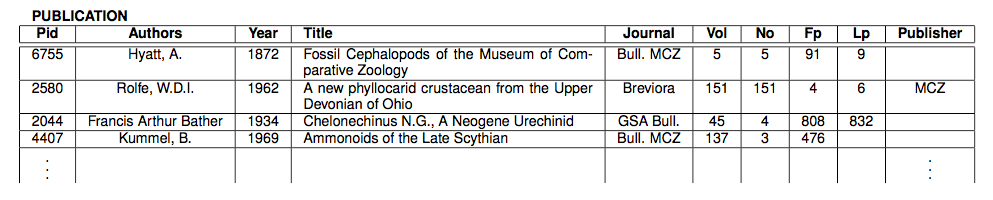 PUBLICATION
Pid Authors Year Title Journal Vol No Fp Lp Publisher
6755 Hyatt, A. 1872 Fossil Cephalopods of the Museum of Com- Bull. MCZ 5 5 91 9
parative Zoology
2580 Rolfe, W.D.I. 1962 A new phyllocarid crustacean from the Upper Breviora 151 151 4 6 MCZ
Devonian of Ohio
2044 Francis Arthur Bather 1934 Chelonechinus N.G., A Neogene Urechinid GSA Bull. 45 4 808 832
4407 Kummel, B. 1969 Ammonoids of the Late Scythian Bull. MCZ 137 3 476